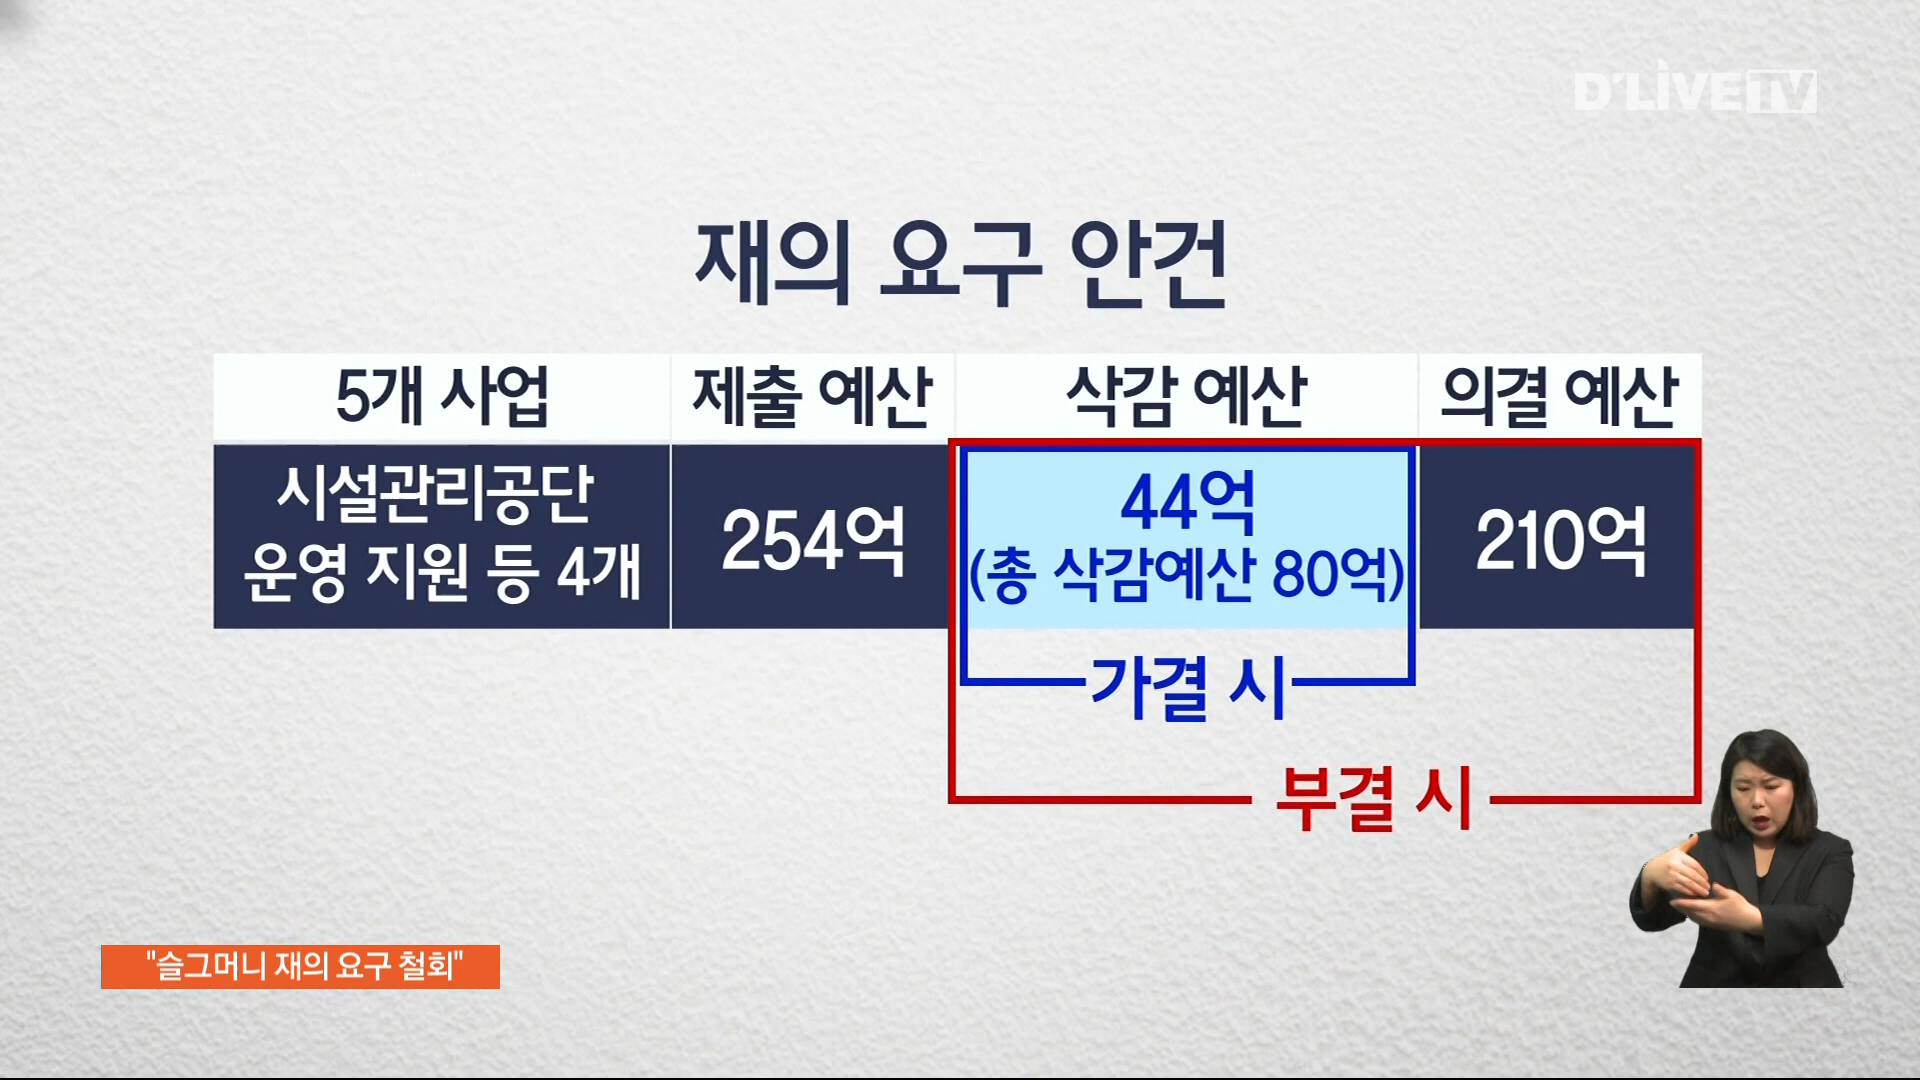 D'LIVE TV
재의 요구 안건
5개 사업 제출 예산 삭감 예산 의결 예산
시설관리공단
운영 지원 등 4개
254억
44억
(총 삭감예산 80억)
210억
가결 시
부결 시
"슬그머니 재의 요구 철회"